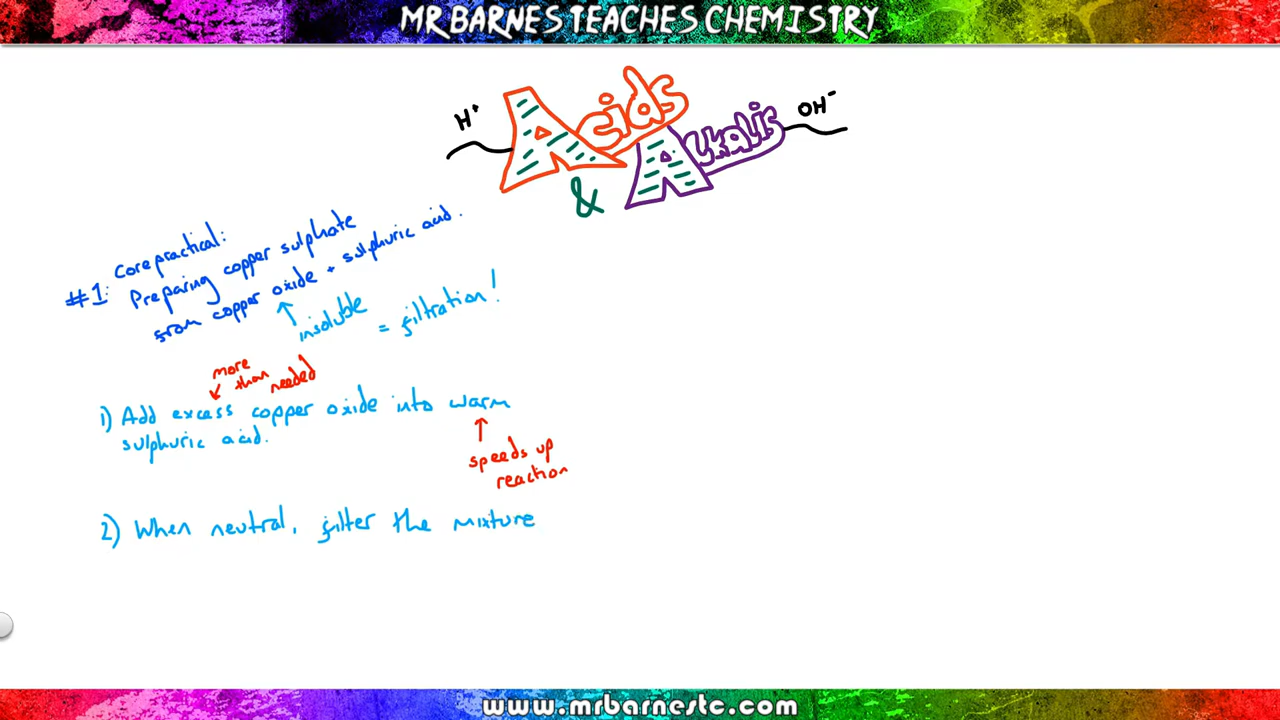 MR BARNES TEACHES CHEMISTRY
H+
Acids
& Alkalis
OH-
Core practical:
#1: Preparing copper sulphate
from copper oxide + sulphuric acid.
insoluble = filtration!
more
than
needed
1) Add excess copper oxide into warm
sulphuric acid.
speeds up
reaction
2) When neutral, filter the mixture
www.mrbarnestc.com